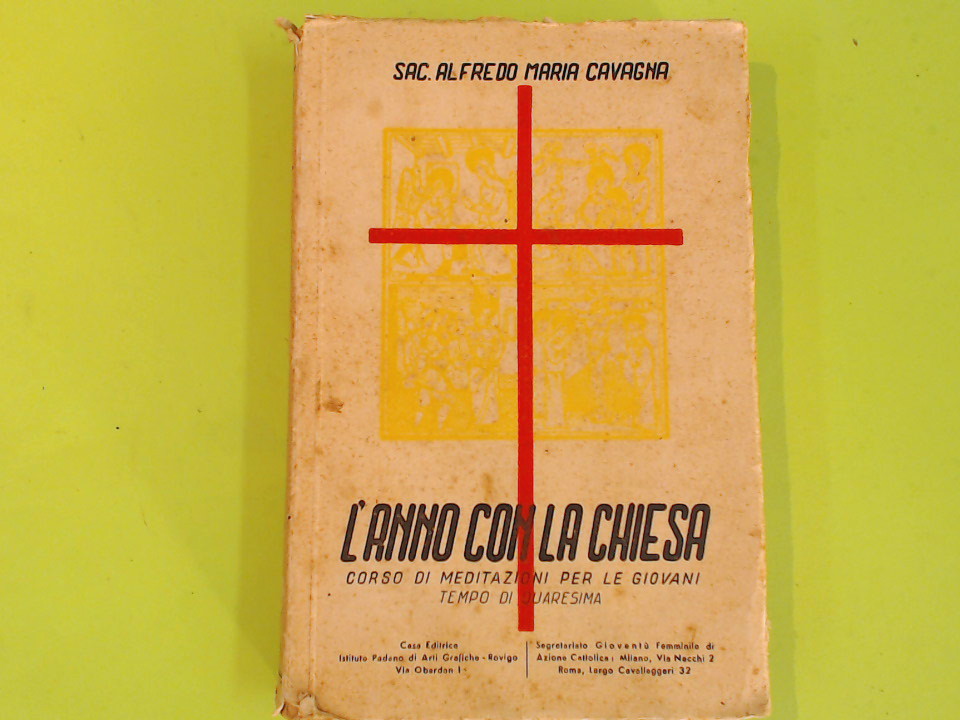 SAC. ALFREDO MARIA CAVAGNA
L'ANNO CON LA CHIESA
CORSO DI MEDITAZIONI PER LE GIOVANI
TEMPO DI QUARESIMA
Casa Editrice
Istituto Padano di Arti Grafiche - Rovigo
Via Oberdan 1
Segretariato Gioventù Femminile di
Azione Cattolica: Milano, Via Necchi 2
Roma, Largo Cavalleggeri 32